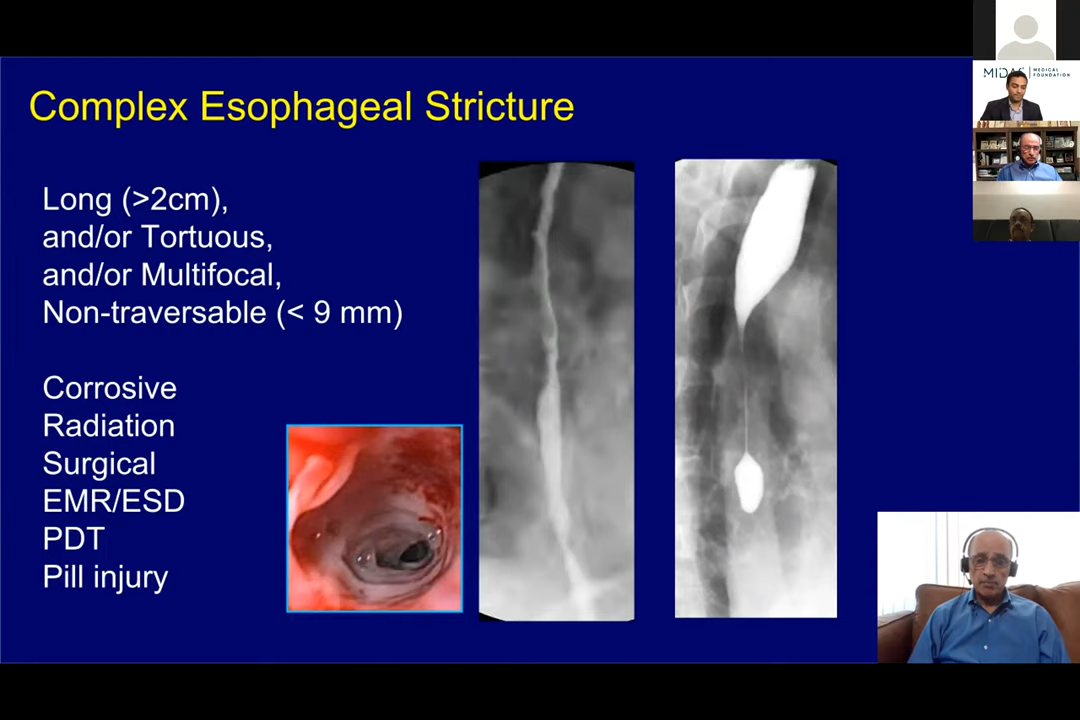 Complex Esophageal Stricture
Long (>2cm),
and/or Tortuous,
and/or Multifocal,
Non-traversable (< 9 mm)
Corrosive
Radiation
Surgical
EMR/ESD
PDT
Pill injury
MEDICAL
FOUNDATION